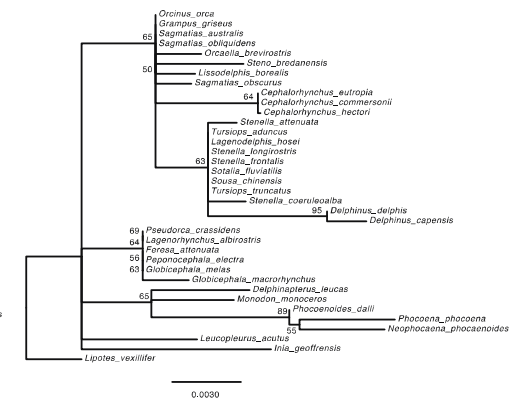 Orcinus_orca
Grampus_griseus
Sagmatias_australis
65
Sagmatias_obliquidens
Orcaella_brevirostris
Steno_bredanensis
50
Lissodelphis_borealis
Sagmatias_obscurus
Cephalorhynchus_eutropia
64
Cephalorhynchus_commersonii
Cephalorhynchus_hectori
Stenella_attenuata
Tursiops_aduncus
Lagenodelphis_hosei
Stenella_longirostris
63
Stenella_frontalis
Sotalia_fluviatilis
Sousa_chinensis
Tursiops_truncatus
Stenella_coeruleoalba
95
Delphinus_delphis
Delphinus_capensis
69
Pseudorca_crassidens
64
Lagenorhynchus_albirostris
Feresa_attenuata
56
Peponocephala_electra
63
Globicephala_melas
Globicephala_macrorhynchus
Delphinapterus_leucas
65
Monodon_monoceros
89
Phocoenoides_dalli
Phocoena_phocoena
55
Neophocaena_phocaenoides
s
Leucopleurus_acutus
Inia_geoffrensis
Lipotes_vexillifer
0.0030